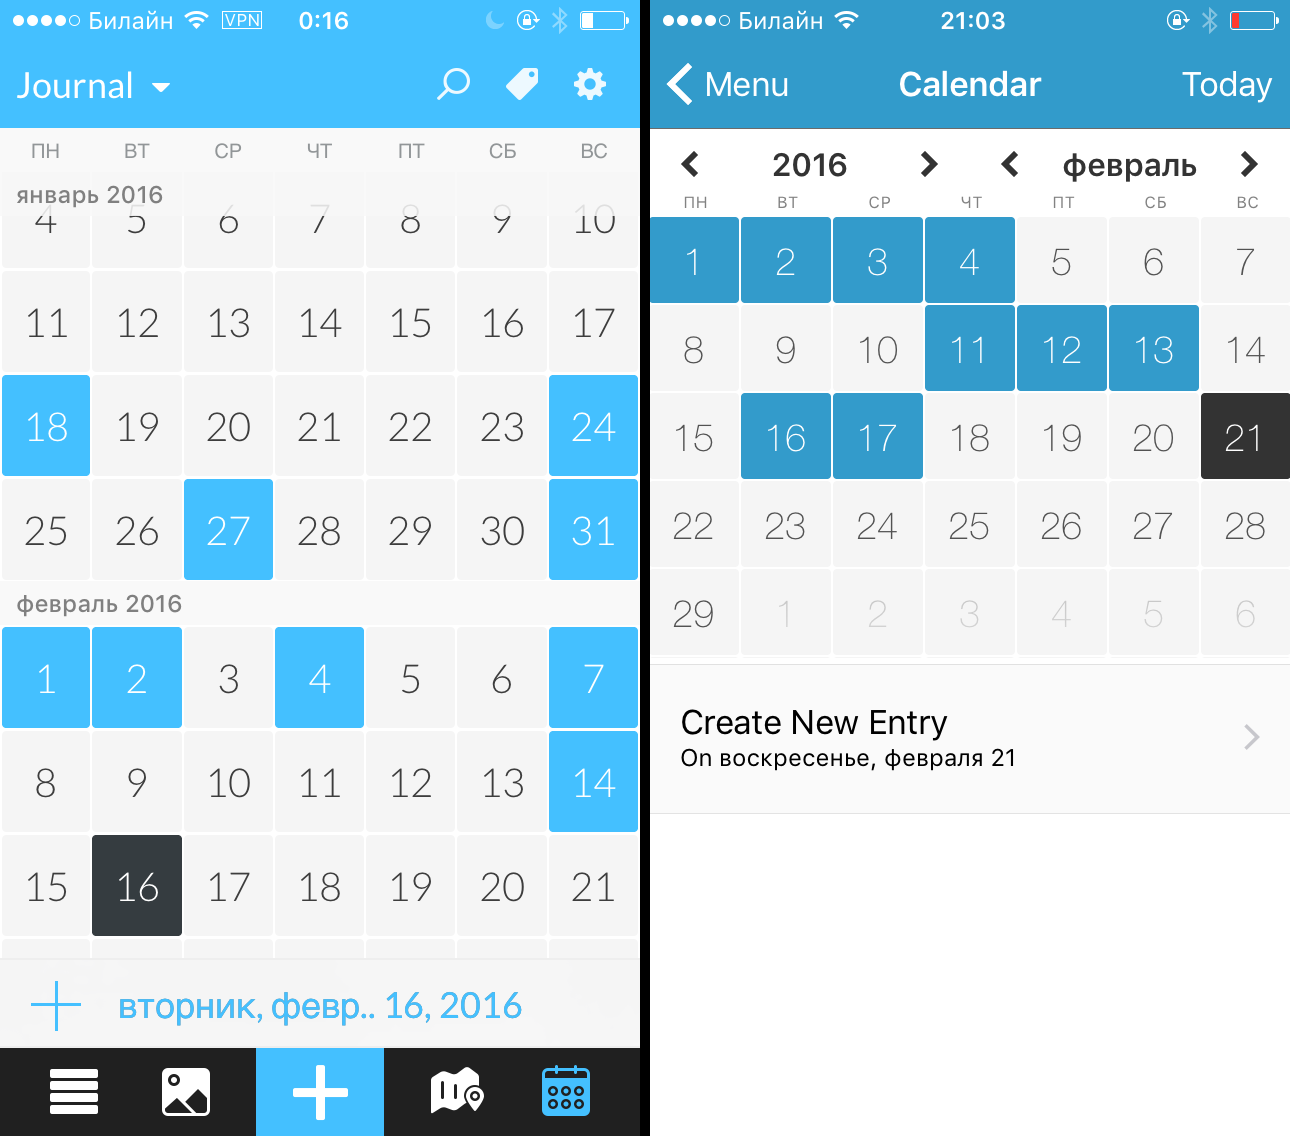 Билайн VPN 0:16
Journal
ПН ВТ СР ЧТ ПТ СБ ВС
январь 2016
4 5 6 7 8 9 10
11 12 13 14 15 16 17
18 19 20 21 22 23 24
25 26 27 28 29 30 31
февраль 2016
1 2 3 4 5 6 7
8 9 10 11 12 13 14
15 16 17 18 19 20 21
вторник, февр.. 16, 2016
Билайн 21:03
Menu Calendar Today
2016 февраль
ПН ВТ СР ЧТ ПТ СБ ВС
1 2 3 4 5 6 7
8 9 10 11 12 13 14
15 16 17 18 19 20 21
22 23 24 25 26 27 28
29 1 2 3 4 5 6
Create New Entry
On воскресенье, февраля 21